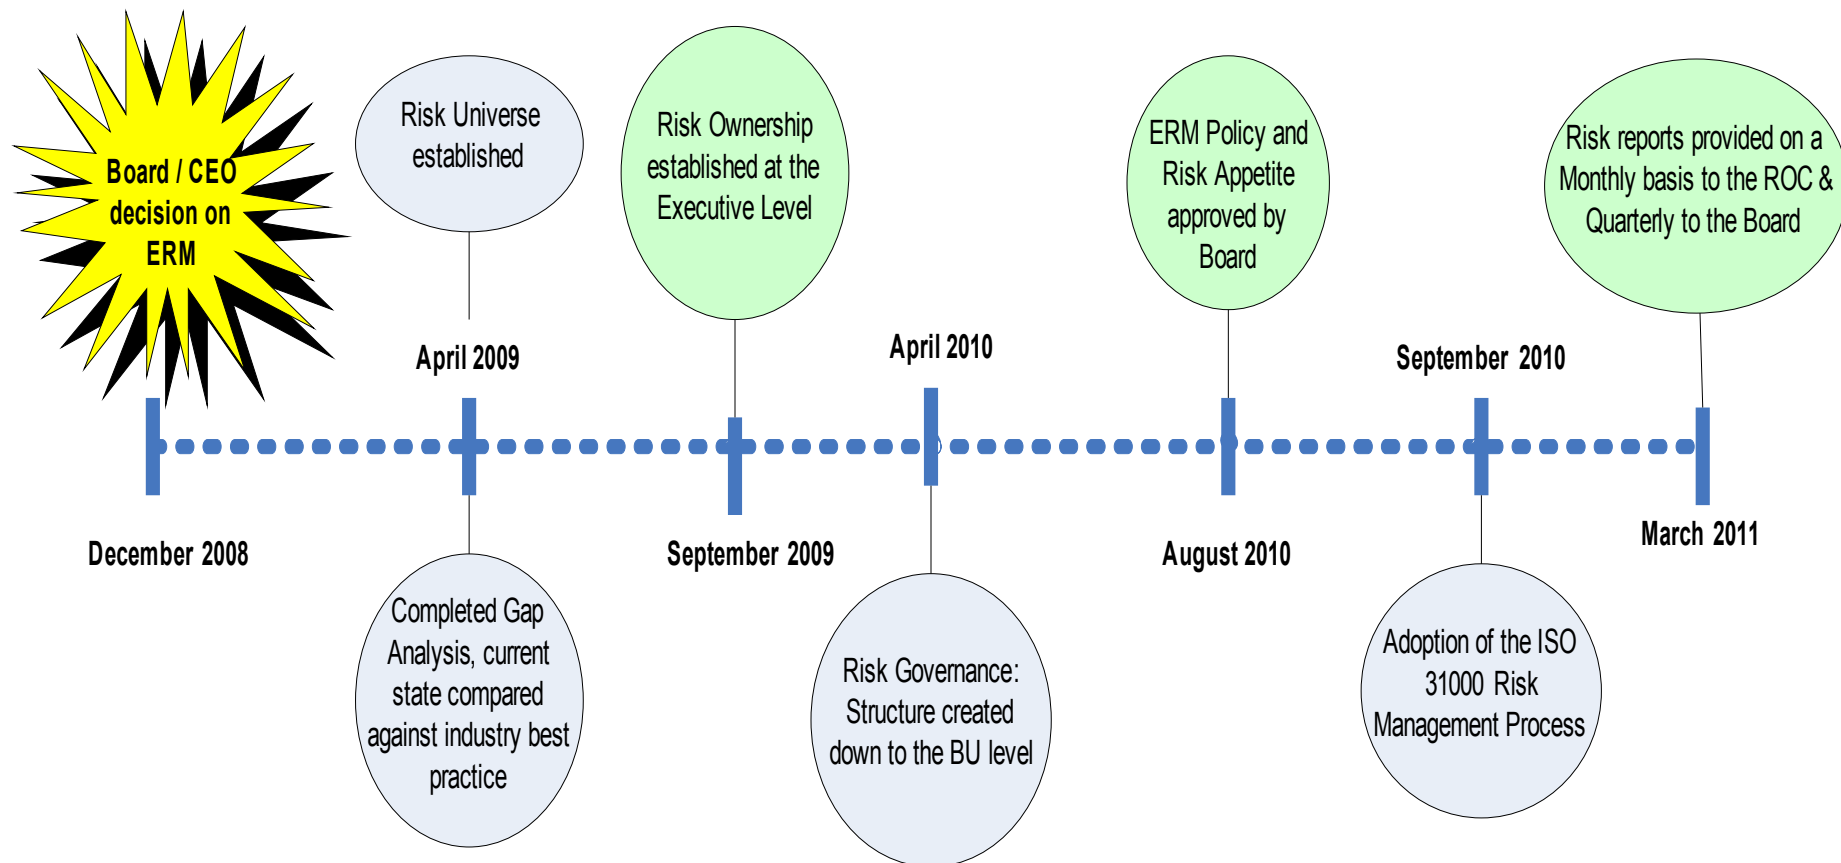 Board / CEO
decision on
ERM
Risk Universe
established
Risk Ownership
established at the
Executive Level
ERM Policy and
Risk Appetite
approved by
Board
Risk reports provided on a
Monthly basis to the ROC &
Quarterly to the Board
April 2009
April 2010
September 2010
December 2008
September 2009
August 2010
March 2011
Completed Gap
Analysis, current
state compared
against industry best
practice
Risk Governance:
Structure created
down to the BU level
Adoption of the ISO
31000 Risk
Management Process